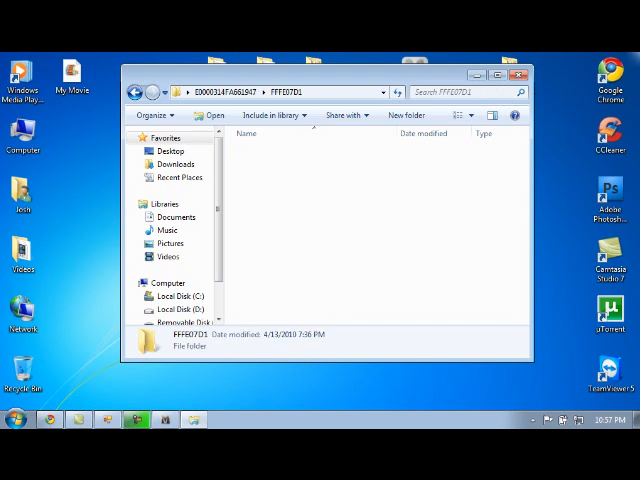 Windows
Media Play...
My Movie
Computer
Josh
Videos
Network
Recycle Bin
E0000314FA661947
FFFE07D1
Search FFFE07D1
Organize
Open
Include in library
Share with
New folder
Name
Date modified
Type
Favorites
Desktop
Downloads
Recent Places
Libraries
Documents
Music
Pictures
Videos
Computer
Local Disk (C:)
Local Disk (D:)
Removable Disk
FFFE07D1 Date modified: 4/13/2010 7:36 PM
File folder
Google
Chrome
CCleaner
Adobe
Photosh...
Camtasia
Studio 7
µTorrent
TeamViewer 5
10:57 PM